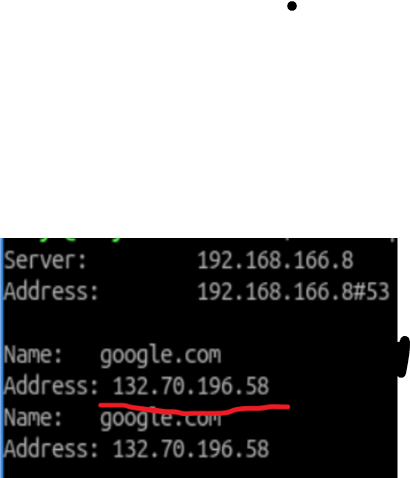 Server: 192.168.166.8
Address: 192.168.166.8#53
Name: google.com
Address: 132.70.196.58
Name: google.com
Address: 132.70.196.58